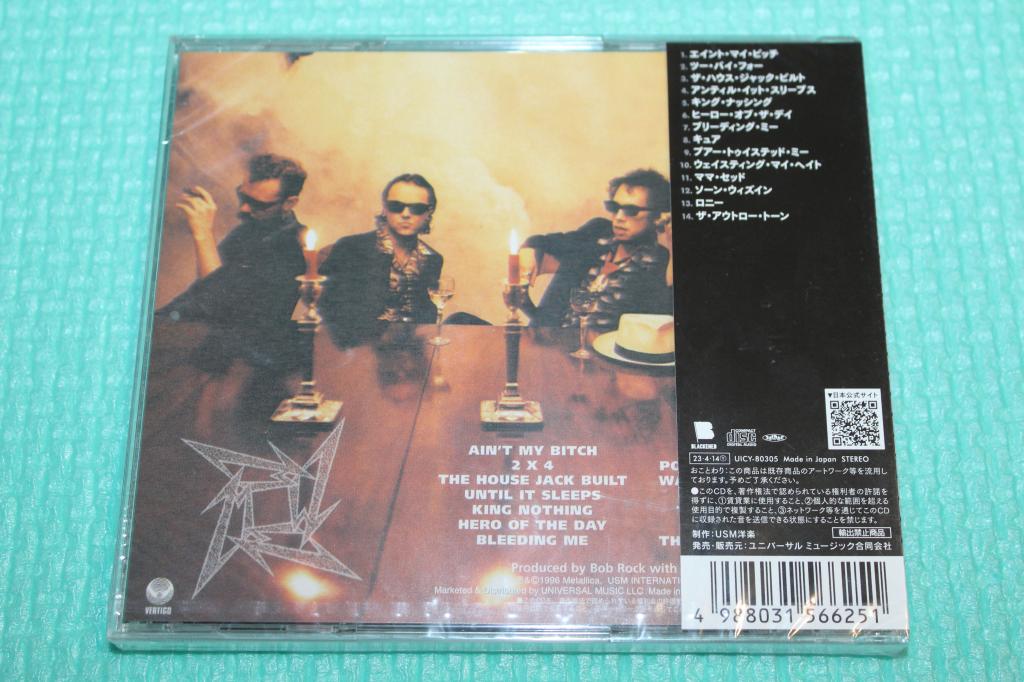 1. エイント・マイ・ビッチ
2. ツー・バイ・フォー
3. ザ・ハウス・ジャック・ビルト
4. アンティル・イット・スリープス
5. キング・ナッシング
6. ヒーロー・オブ・ザ・デイ
7. ブリーディング・ミー
8. キュア
9. プアー・トゥイステッド・ミー
10. ウェイスティング・マイ・ヘイト
11. ママ・セッド
12. ソーン・ウィズイン
13. ロニー
14. ザ・アウトロー・トーン
AIN'T MY BITCH
2 X 4
THE HOUSE JACK BUILT
UNTIL IT SLEEPS
KING NOTHING
HERO OF THE DAY
BLEEDING ME
PO
WA
TH
Produced by Bob Rock with
&©1996 Metallica. USM INTERNATI
Marketed & Distributed by UNIVERSAL MUSIC LLC Made in
VERTIGO
▼日本公式サイト
BLACKENED
COMPACT
disc
DIGITAL AUDIO
23・4・14 UICY-80305 Made in Japan STEREO
おことわり:この商品は既存商品のアートワーク等を流用し
ております。予めご了承ください。
●このCDを、著作権法で認められている権利者の許諾を
得ずに、①賃貸業に使用すること、②個人的な範囲を超える
使用目的で複製すること、③ネットワーク等を通じてこのCD
に収録された音を送信できる状態にすることを禁じます。
制作:USM洋楽
輸出禁止商品
発売・販売元:ユニバーサル ミュージック合同会社
4 988031 566251